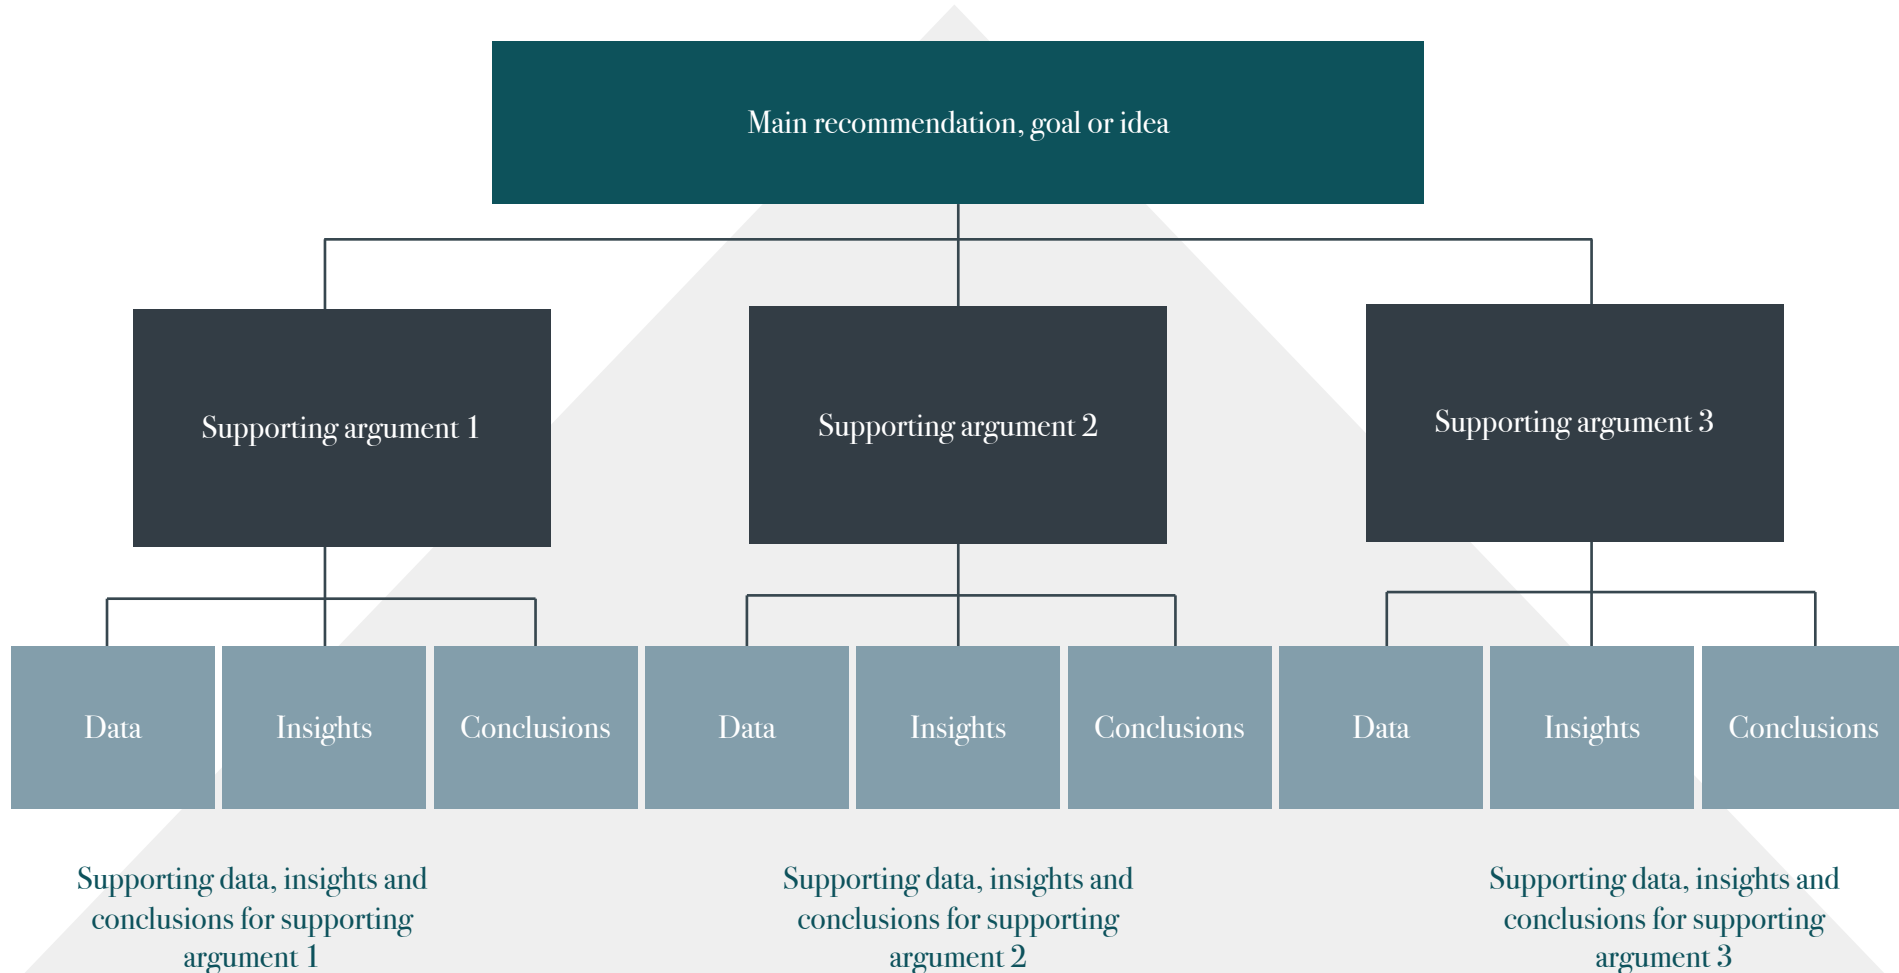 Main recommendation, goal or idea
Supporting argument 1
Supporting argument 2
Supporting argument 3
Data
Insights
Conclusions
Data
Insights
Conclusions
Data
Insights
Conclusions
Supporting data, insights and
conclusions for supporting
argument 1
Supporting data, insights and
conclusions for supporting
argument 2
Supporting data, insights and
conclusions for supporting
argument 3